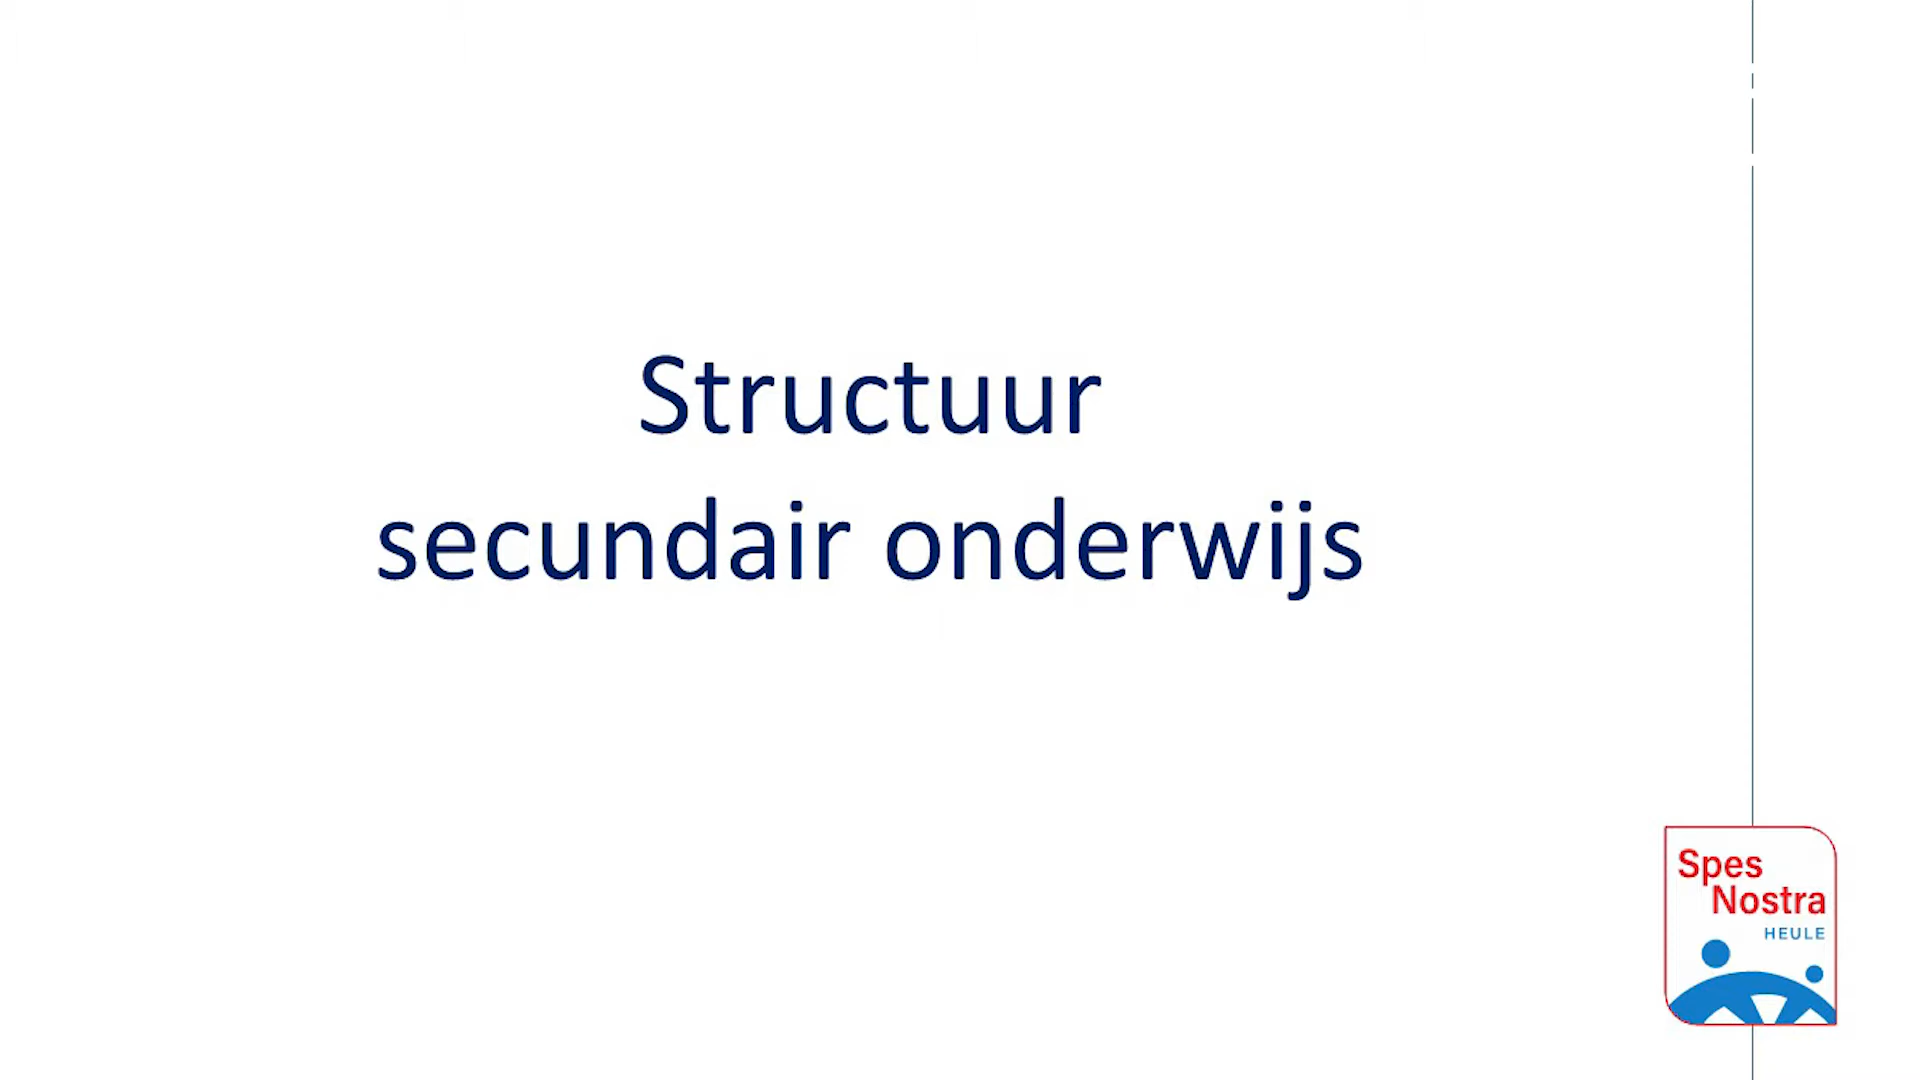 Structuur
secundair onderwijs
Spes
Nostra
HEULE